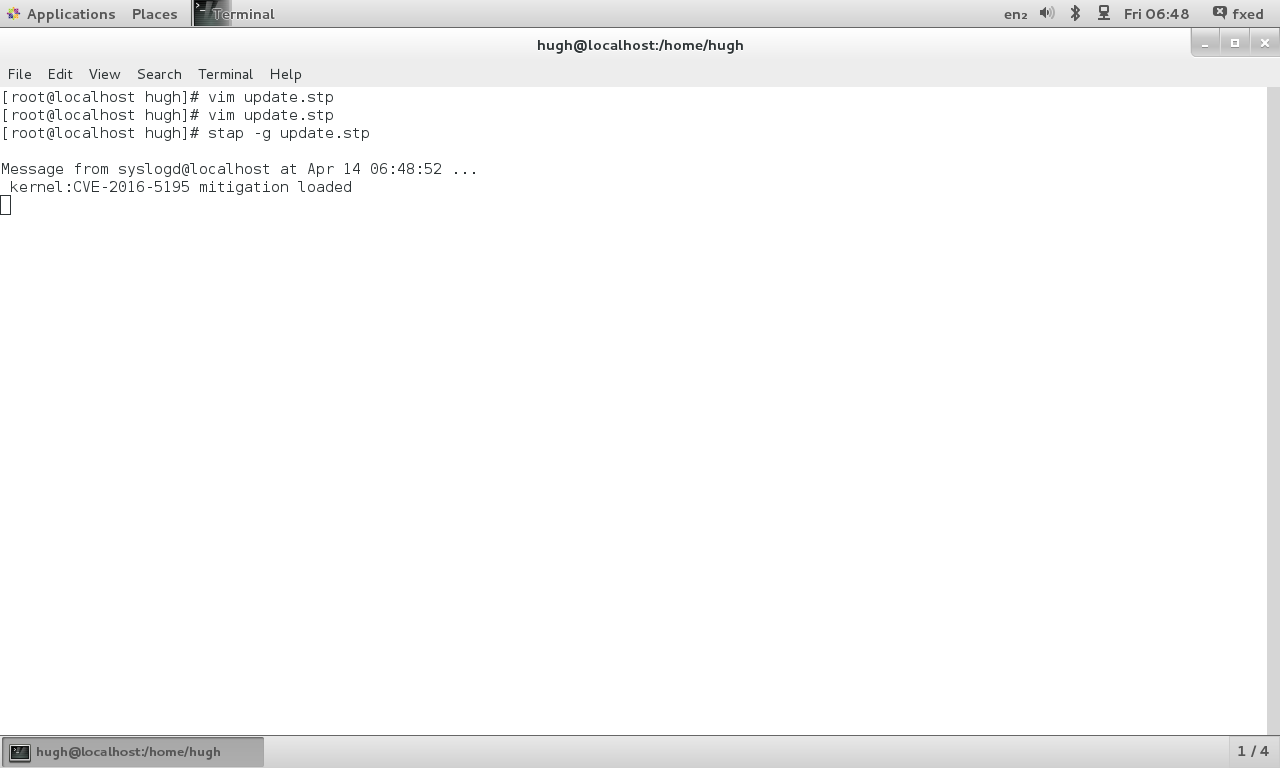 Applications Places Terminal en₂ Fri 06:48 fxed
hugh@localhost:/home/hugh
File Edit View Search Terminal Help
[root@localhost hugh]# vim update.stp
[root@localhost hugh]# vim update.stp
[root@localhost hugh]# stap -g update.stp
Message from syslogd@localhost at Apr 14 06:48:52 ...
kernel:CVE-2016-5195 mitigation loaded
hugh@localhost:/home/hugh 1 / 4